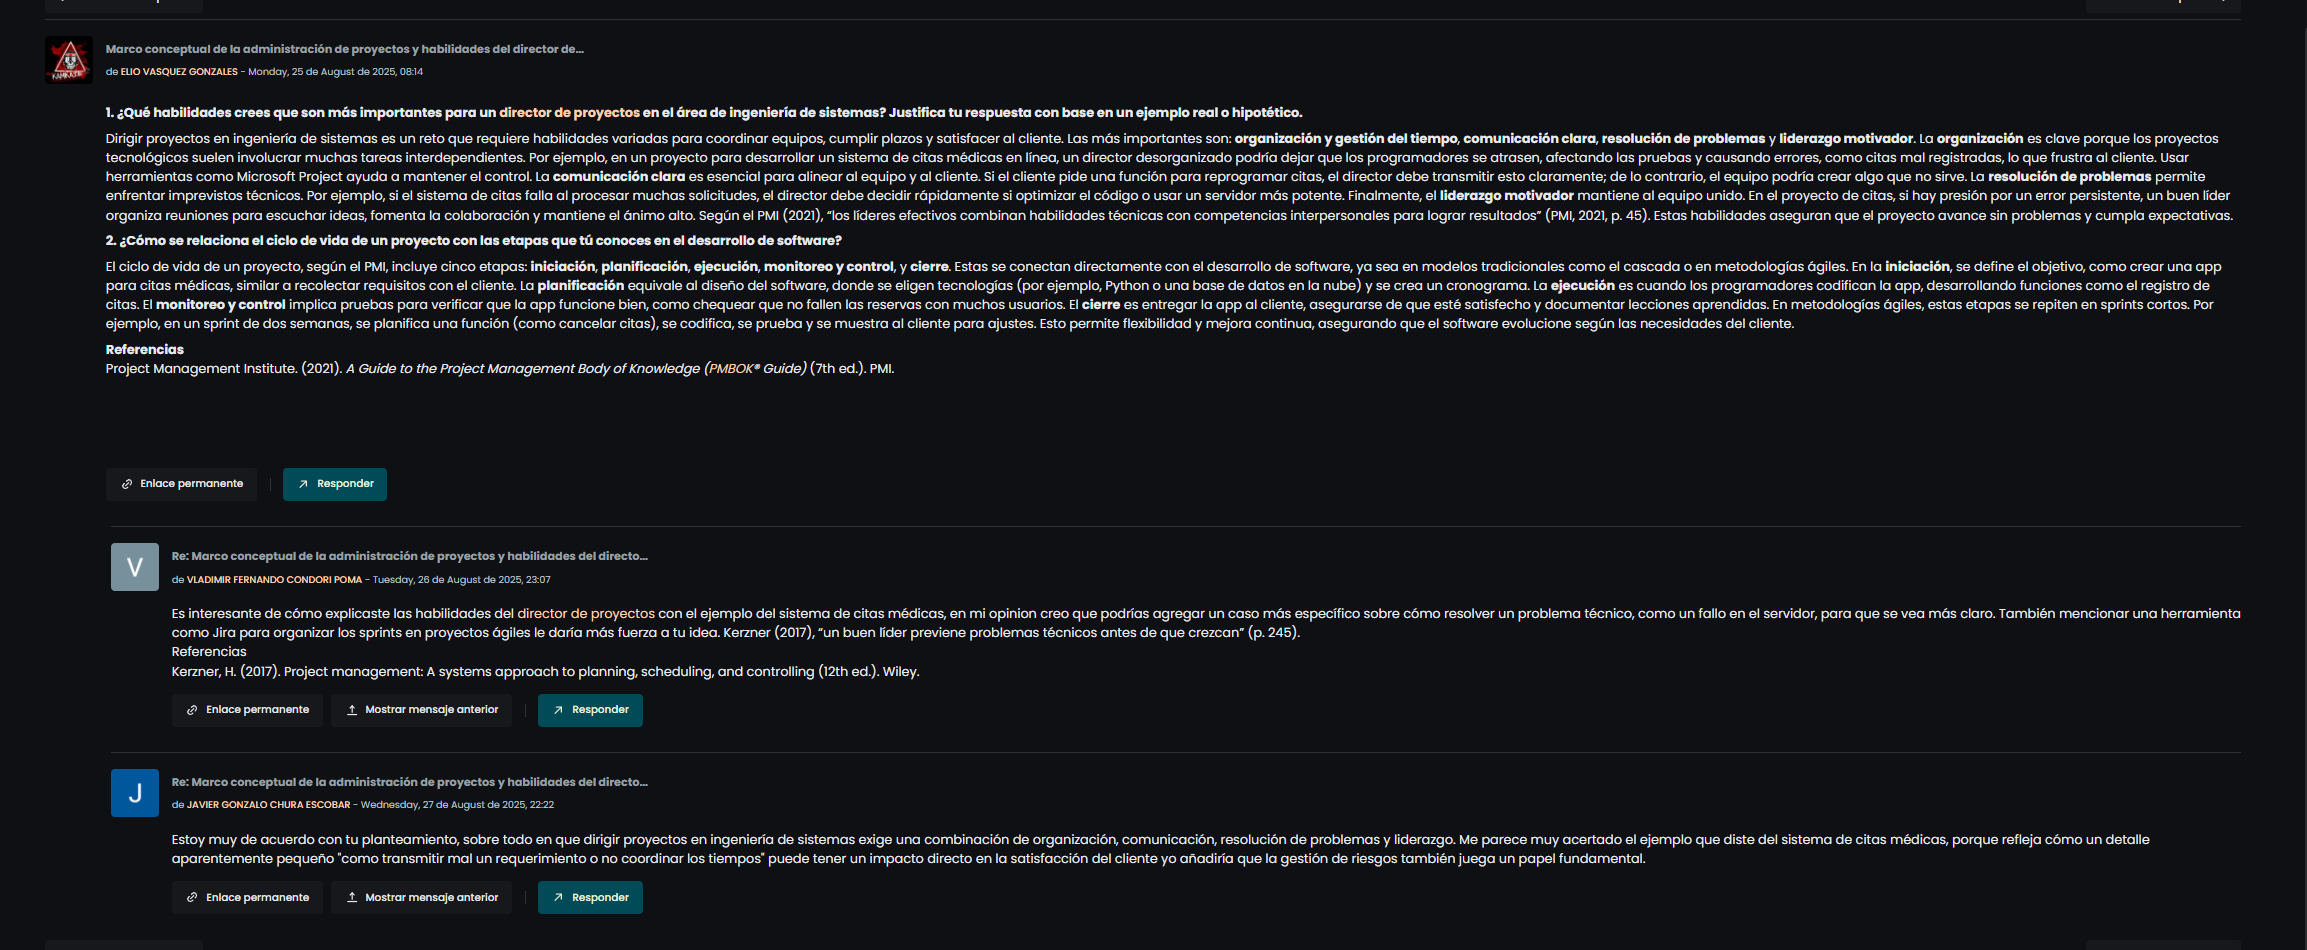 Marco conceptual de la administración de proyectos y habilidades del director de...
de ELIO VASQUEZ GONZALES - Monday, 25 de August de 2025, 08:14
1. ¿Qué habilidades crees que son más importantes para un director de proyectos en el área de ingeniería de sistemas? Justifica tu respuesta con base en un ejemplo real o hipotético.
Dirigir proyectos en ingeniería de sistemas es un reto que requiere habilidades variadas para coordinar equipos, cumplir plazos y satisfacer al cliente. Las más importantes son: organización y gestión del tiempo, comunicación clara, resolución de problemas y liderazgo motivador. La organización es clave porque los proyectos
tecnológicos suelen involucrar muchas tareas interdependientes. Por ejemplo, en un proyecto para desarrollar un sistema de citas médicas en línea, un director desorganizado podría dejar que los programadores se atrasen, afectando las pruebas y causando errores, como citas mal registradas, lo que frustra al cliente. Usar
herramientas como Microsoft Project ayuda a mantener el control. La comunicación clara es esencial para alinear al equipo y al cliente. Si el cliente pide una función para reprogramar citas, el director debe transmitir esto claramente; de lo contrario, el equipo podría crear algo que no sirve. La resolución de problemas permite
enfrentar imprevistos técnicos. Por ejemplo, si el sistema de citas falla al procesar muchas solicitudes, el director debe decidir rápidamente si optimizar el código o usar un servidor más potente. Finalmente, el liderazgo motivador mantiene al equipo unido. En el proyecto de citas, si hay presión por un error persistente, un buen líder
organiza reuniones para escuchar ideas, fomenta la colaboración y mantiene el ánimo alto. Según el PMI (2021), “los líderes efectivos combinan habilidades técnicas con competencias interpersonales para lograr resultados” (PMI, 2021, p. 45). Estas habilidades aseguran que el proyecto avance sin problemas y cumpla expectativas.
2. ¿Cómo se relaciona el ciclo de vida de un proyecto con las etapas que tú conoces en el desarrollo de software?
El ciclo de vida de un proyecto, según el PMI, incluye cinco etapas: iniciación, planificación, ejecución, monitoreo y control, y cierre. Estas se conectan directamente con el desarrollo de software, ya sea en modelos tradicionales como el cascada o en metodologías ágiles. En la iniciación, se define el objetivo, como crear una app
para citas médicas, similar a recolectar requisitos con el cliente. La planificación equivale al diseño del software, donde se eligen tecnologías (por ejemplo, Python o una base de datos en la nube) y se crea un cronograma. La ejecución es cuando los programadores codifican la app, desarrollando funciones como el registro de
citas. El monitoreo y control implica pruebas para verificar que la app funcione bien, como chequear que no fallen las reservas con muchos usuarios. El cierre es entregar la app al cliente, asegurarse de que esté satisfecho y documentar lecciones aprendidas. En metodologías ágiles, estas etapas se repiten en sprints cortos. Por
ejemplo, en un sprint de dos semanas, se planifica una función (como cancelar citas), se codifica, se prueba y se muestra al cliente para ajustes. Esto permite flexibilidad y mejora continua, asegurando que el software evolucione según las necesidades del cliente.
Referencias
Project Management Institute. (2021). A Guide to the Project Management Body of Knowledge (PMBOK® Guide) (7th ed.). PMI.
Enlace permanente
Responder
Re: Marco conceptual de la administración de proyectos y habilidades del directo...
V
de VLADIMIR FERNANDO CONDORI POMA - Tuesday, 26 de August de 2025, 23:07
Es interesante de cómo explicaste las habilidades del director de proyectos con el ejemplo del sistema de citas médicas, en mi opinion creo que podrías agregar un caso más específico sobre cómo resolver un problema técnico, como un fallo en el servidor, para que se vea más claro. También mencionar una herramienta
como Jira para organizar los sprints en proyectos ágiles le daría más fuerza a tu idea. Kerzner (2017), “un buen líder previene problemas técnicos antes de que crezcan” (p. 245).
Referencias
Kerzner, H. (2017). Project management: A systems approach to planning, scheduling, and controlling (12th ed.). Wiley.
Enlace permanente
Mostrar mensaje anterior
Responder
Re: Marco conceptual de la administración de proyectos y habilidades del directo...
J
de JAVIER GONZALO CHURA ESCOBAR - Wednesday, 27 de August de 2025, 22:22
Estoy muy de acuerdo con tu planteamiento, sobre todo en que dirigir proyectos en ingeniería de sistemas exige una combinación de organización, comunicación, resolución de problemas y liderazgo. Me parece muy acertado el ejemplo que diste del sistema de citas médicas, porque refleja cómo un detalle
aparentemente pequeño "como transmitir mal un requerimiento o no coordinar los tiempos" puede tener un impacto directo en la satisfacción del cliente yo añadiría que la gestión de riesgos también juega un papel fundamental.
Enlace permanente
Mostrar mensaje anterior
Responder